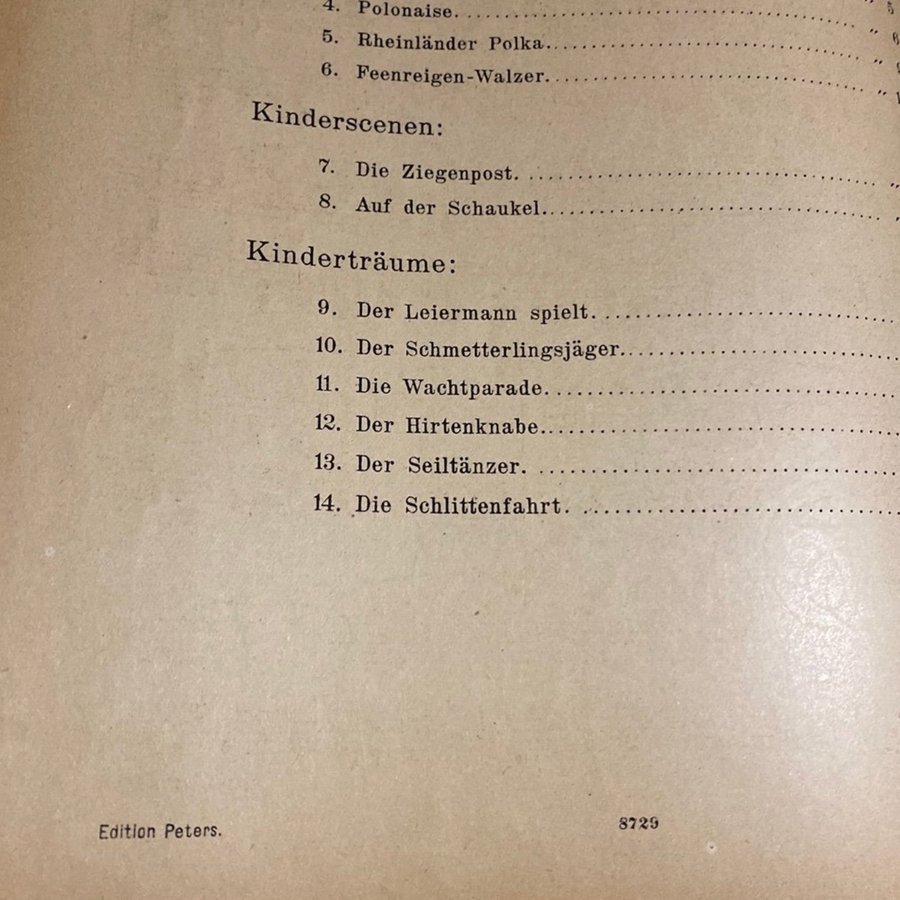 4. Polonaise. . . . . . . . . . . . . . . . . . . . . . . . . . . . . . „ 5
5. Rheinländer Polka. . . . . . . . . . . . . . . . . . . . . . . . „
6. Feenreigen-Walzer. . . . . . . . . . . . . . . . . . . . . . . . „
Kinderscenen:
7. Die Ziegenpost. . . . . . . . . . . . . . . . . . . . . . . . . . . „
8. Auf der Schaukel. . . . . . . . . . . . . . . . . . . . . . . . . .
Kinderträume:
9. Der Leiermann spielt. . . . . . . . . . . . . . . . . . . . . . .
10. Der Schmetterlingsjäger. . . . . . . . . . . . . . . . . . . . .
11. Die Wachtparade. . . . . . . . . . . . . . . . . . . . . . . . . .
12. Der Hirtenknabe. . . . . . . . . . . . . . . . . . . . . . . . . .
13. Der Seiltänzer. . . . . . . . . . . . . . . . . . . . . . . . . . .
14. Die Schlittenfahrt. . . . . . . . . . . . . . . . . . . . . . . . .
Edition Peters. 8729